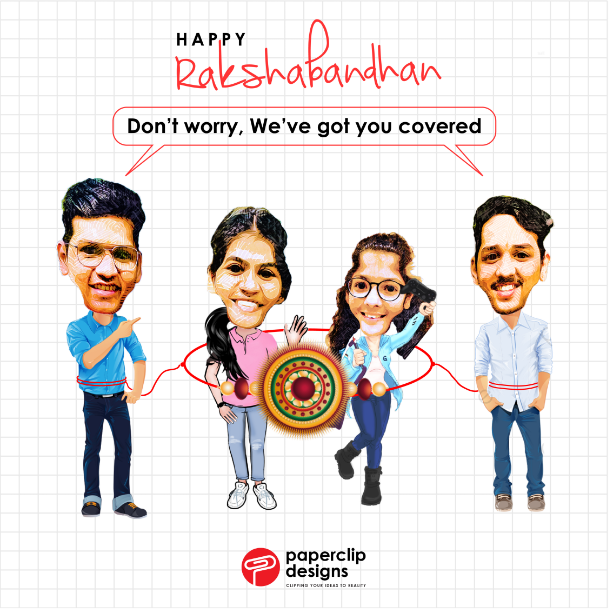 HAPPY
Rakshabandhan
Don't worry, We've got you covered
paperclip
designs
CLIPPING YOUR IDEAS TO REALITY